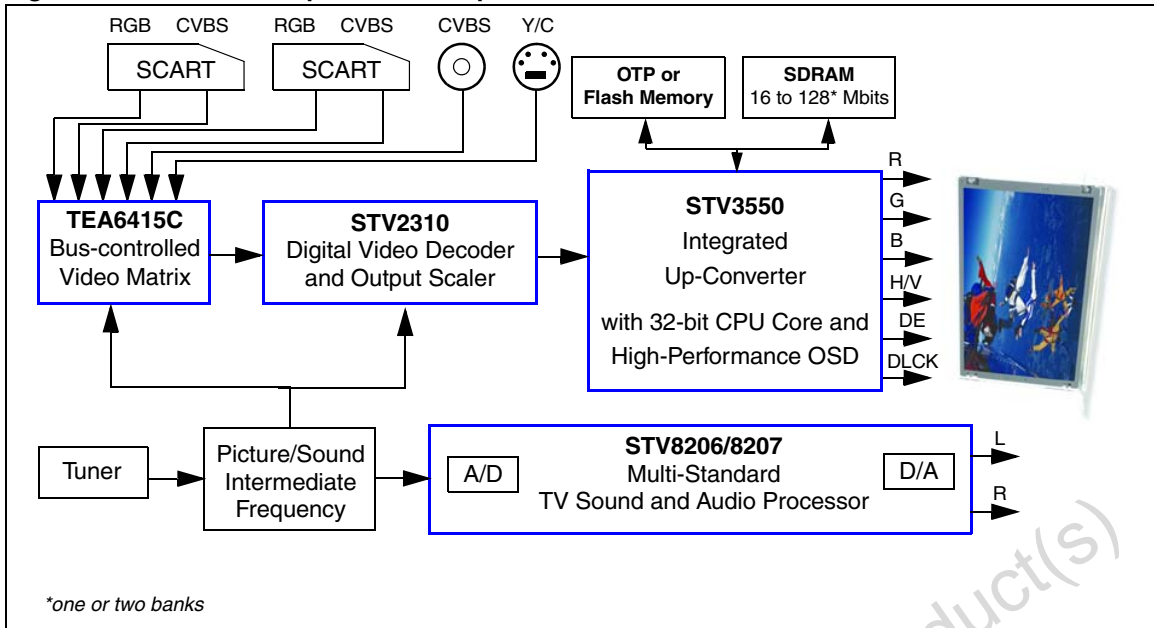 RGB CVBS RGB CVBS CVBS Y/C
SCART
SCART
OTP or
Flash Memory
SDRAM
16 to 128* Mbits
TEA6415C
Bus-controlled
Video Matrix
STV2310
Digital Video Decoder
and Output Scaler
STV3550
Integrated
Up-Converter
with 32-bit CPU Core and
High-Performance OSD
R
G
B
H/V
DE
DLCK
Tuner
Picture/Sound
Intermediate
Frequency
A/D
STV8206/8207
Multi-Standard
TV Sound and Audio Processor
D/A
L
R
*one or two banks
duct(s)